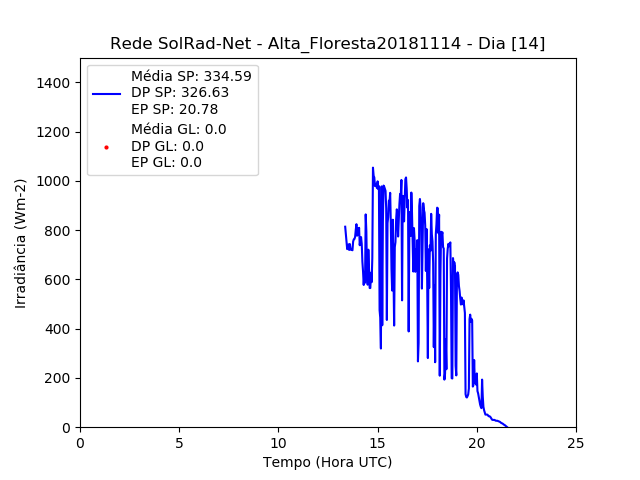 Rede SolRad-Net - Alta_Floresta20181114 - Dia [14]
Média SP: 334.59
DP SP: 326.63
EP SP: 20.78
Média GL: 0.0
DP GL: 0.0
EP GL: 0.0
Irradiância (Wm-2)
1400
1200
1000
800
600
400
200
0
0 5 10 15 20 25
Tempo (Hora UTC)